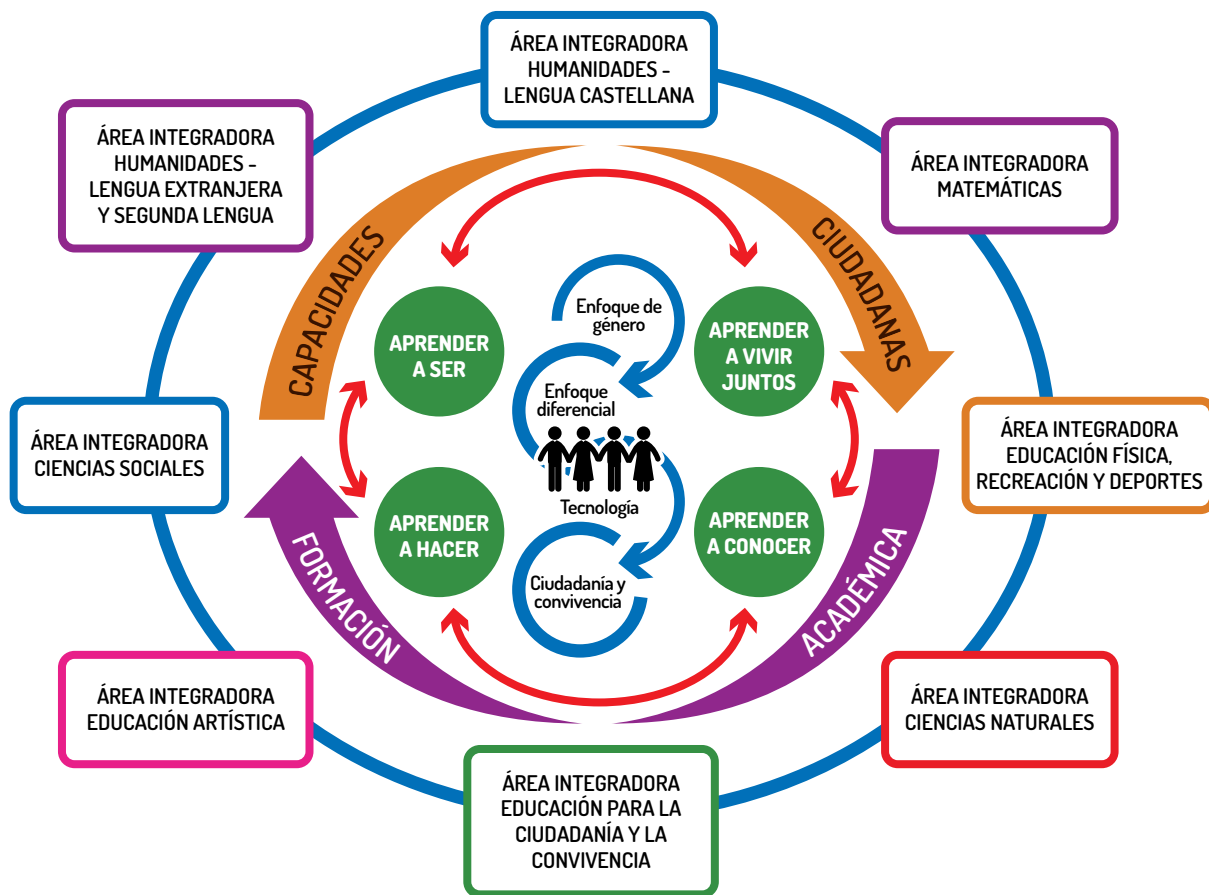 ÁREA INTEGRADORA
HUMANIDADES -
LENGUA CASTELLANA
ÁREA INTEGRADORA
HUMANIDADES -
LENGUA EXTRANJERA
Y SEGUNDA LENGUA
ÁREA INTEGRADORA
MATEMÁTICAS
CAPACIDADES
CIUDADANAS
APRENDER
A SER
Enfoque de
género
APRENDER
A VIVIR
JUNTOS
Enfoque
diferencial
ÁREA INTEGRADORA
CIENCIAS SOCIALES
ÁREA INTEGRADORA
EDUCACIÓN FÍSICA,
RECREACIÓN Y DEPORTES
Tecnología
APRENDER
A HACER
APRENDER
A CONOCER
Ciudadanía y
convivencia
FORMACIÓN
ACADÉMICA
ÁREA INTEGRADORA
EDUCACIÓN ARTÍSTICA
ÁREA INTEGRADORA
CIENCIAS NATURALES
ÁREA INTEGRADORA
EDUCACIÓN PARA LA
CIUDADANÍA Y LA
CONVIVENCIA